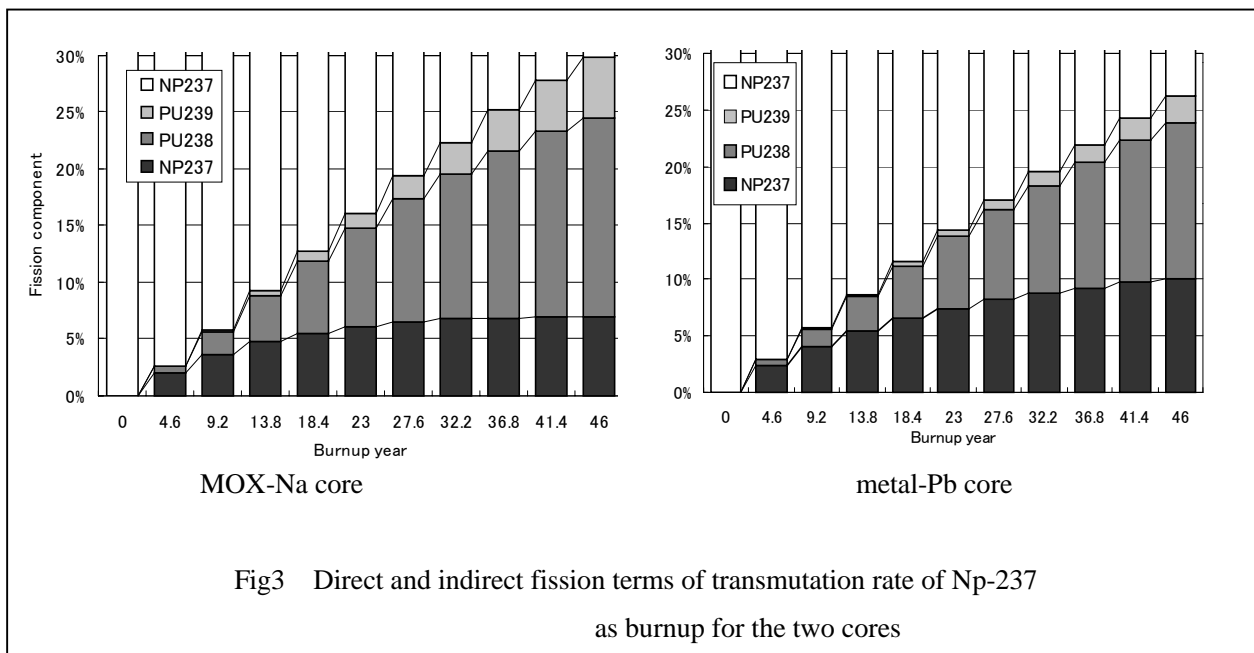 30%
25%
20%
15%
10%
5%
0%
Fission component
NP237
PU239
PU238
NP237
0 4.6 9.2 13.8 18.4 23 27.6 32.2 36.8 41.4 46
Burnup year
MOX-Na core
30%
25%
20%
15%
10%
5%
0%
NP237
PU239
PU238
NP237
0 4.6 9.2 13.8 18.4 23 27.6 32.2 36.8 41.4 46
Burnup year
metal-Pb core
Fig3 Direct and indirect fission terms of transmutation rate of Np-237
as burnup for the two cores